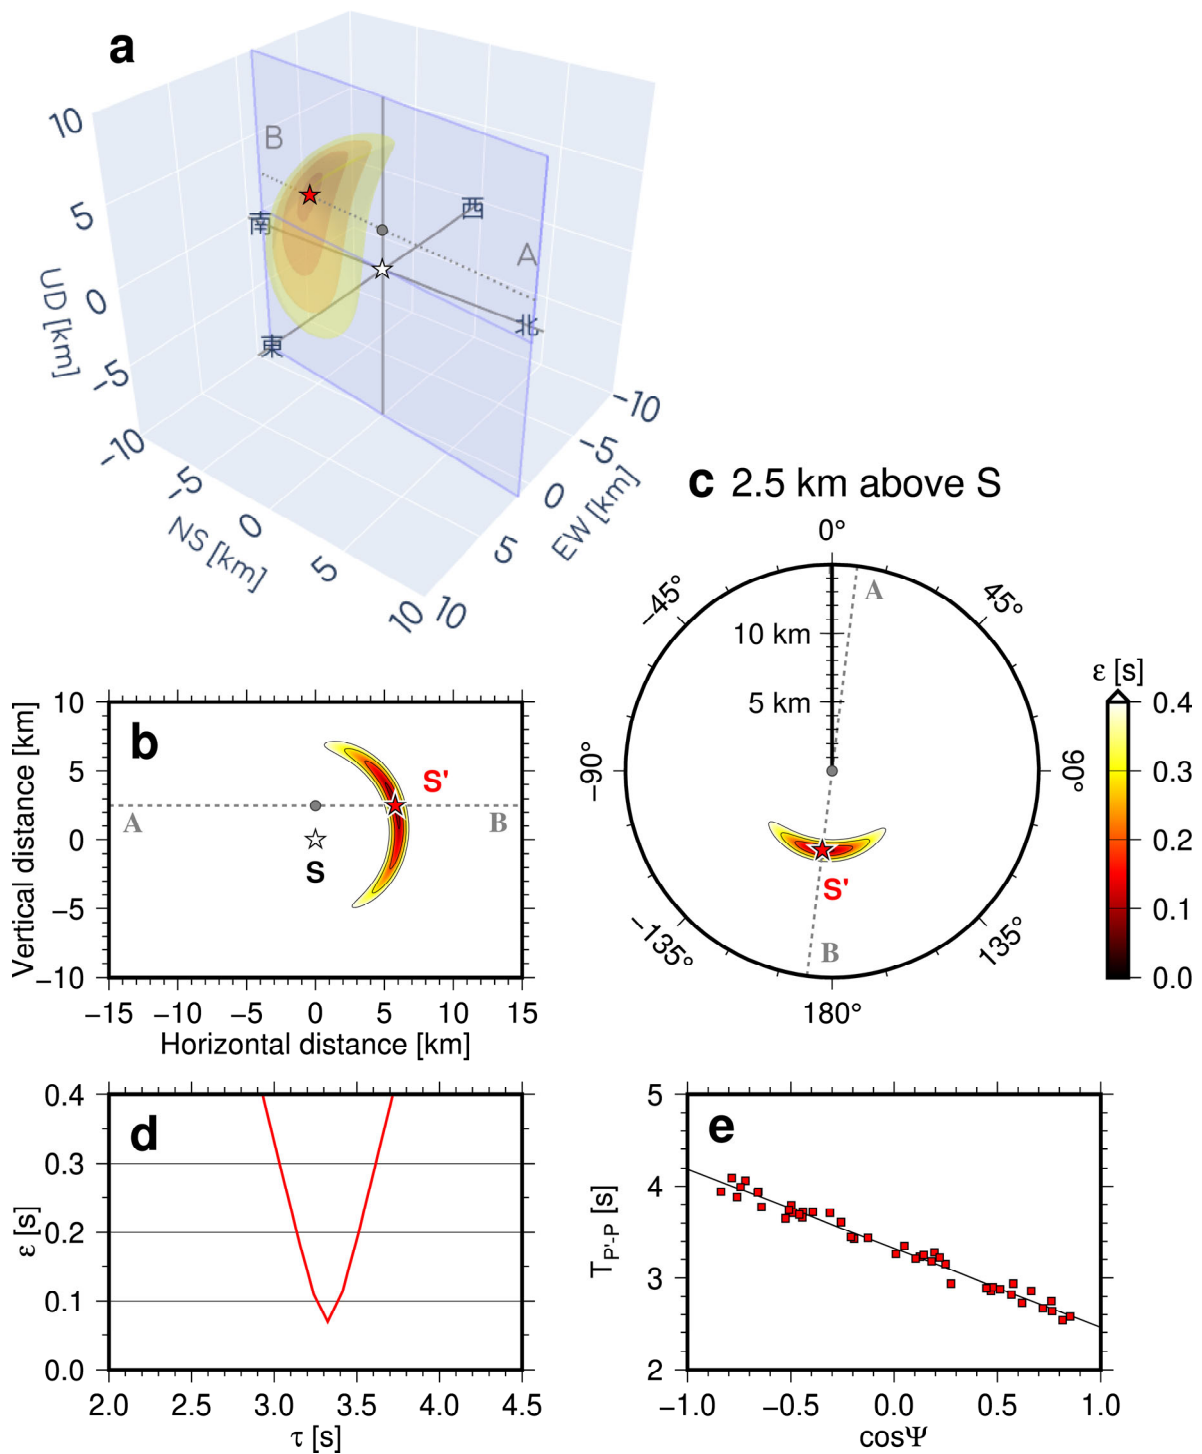 a
10
5
0
−5
−10
UD [km]
B
南
西
A
北
東
−10
−5
0
5
10
NS [km]
−10
−5
0
5
10
EW [km]
c 2.5 km above S
0°
−45°
45°
A
10 km
5 km
−90°
90°
S'
B
−135°
135°
180°
ε [s]
0.4
0.3
0.2
0.1
0.0
b
10
5
0
−5
−10
Vertical distance [km]
S'
A
B
S
−15 −10 −5 0 5 10 15
Horizontal distance [km]
d
0.4
0.3
0.2
0.1
0.0
ε [s]
2.0 2.5 3.0 3.5 4.0 4.5
τ [s]
e
5
4
3
2
TP'-P [s]
−1.0 −0.5 0.0 0.5 1.0
cosΨ